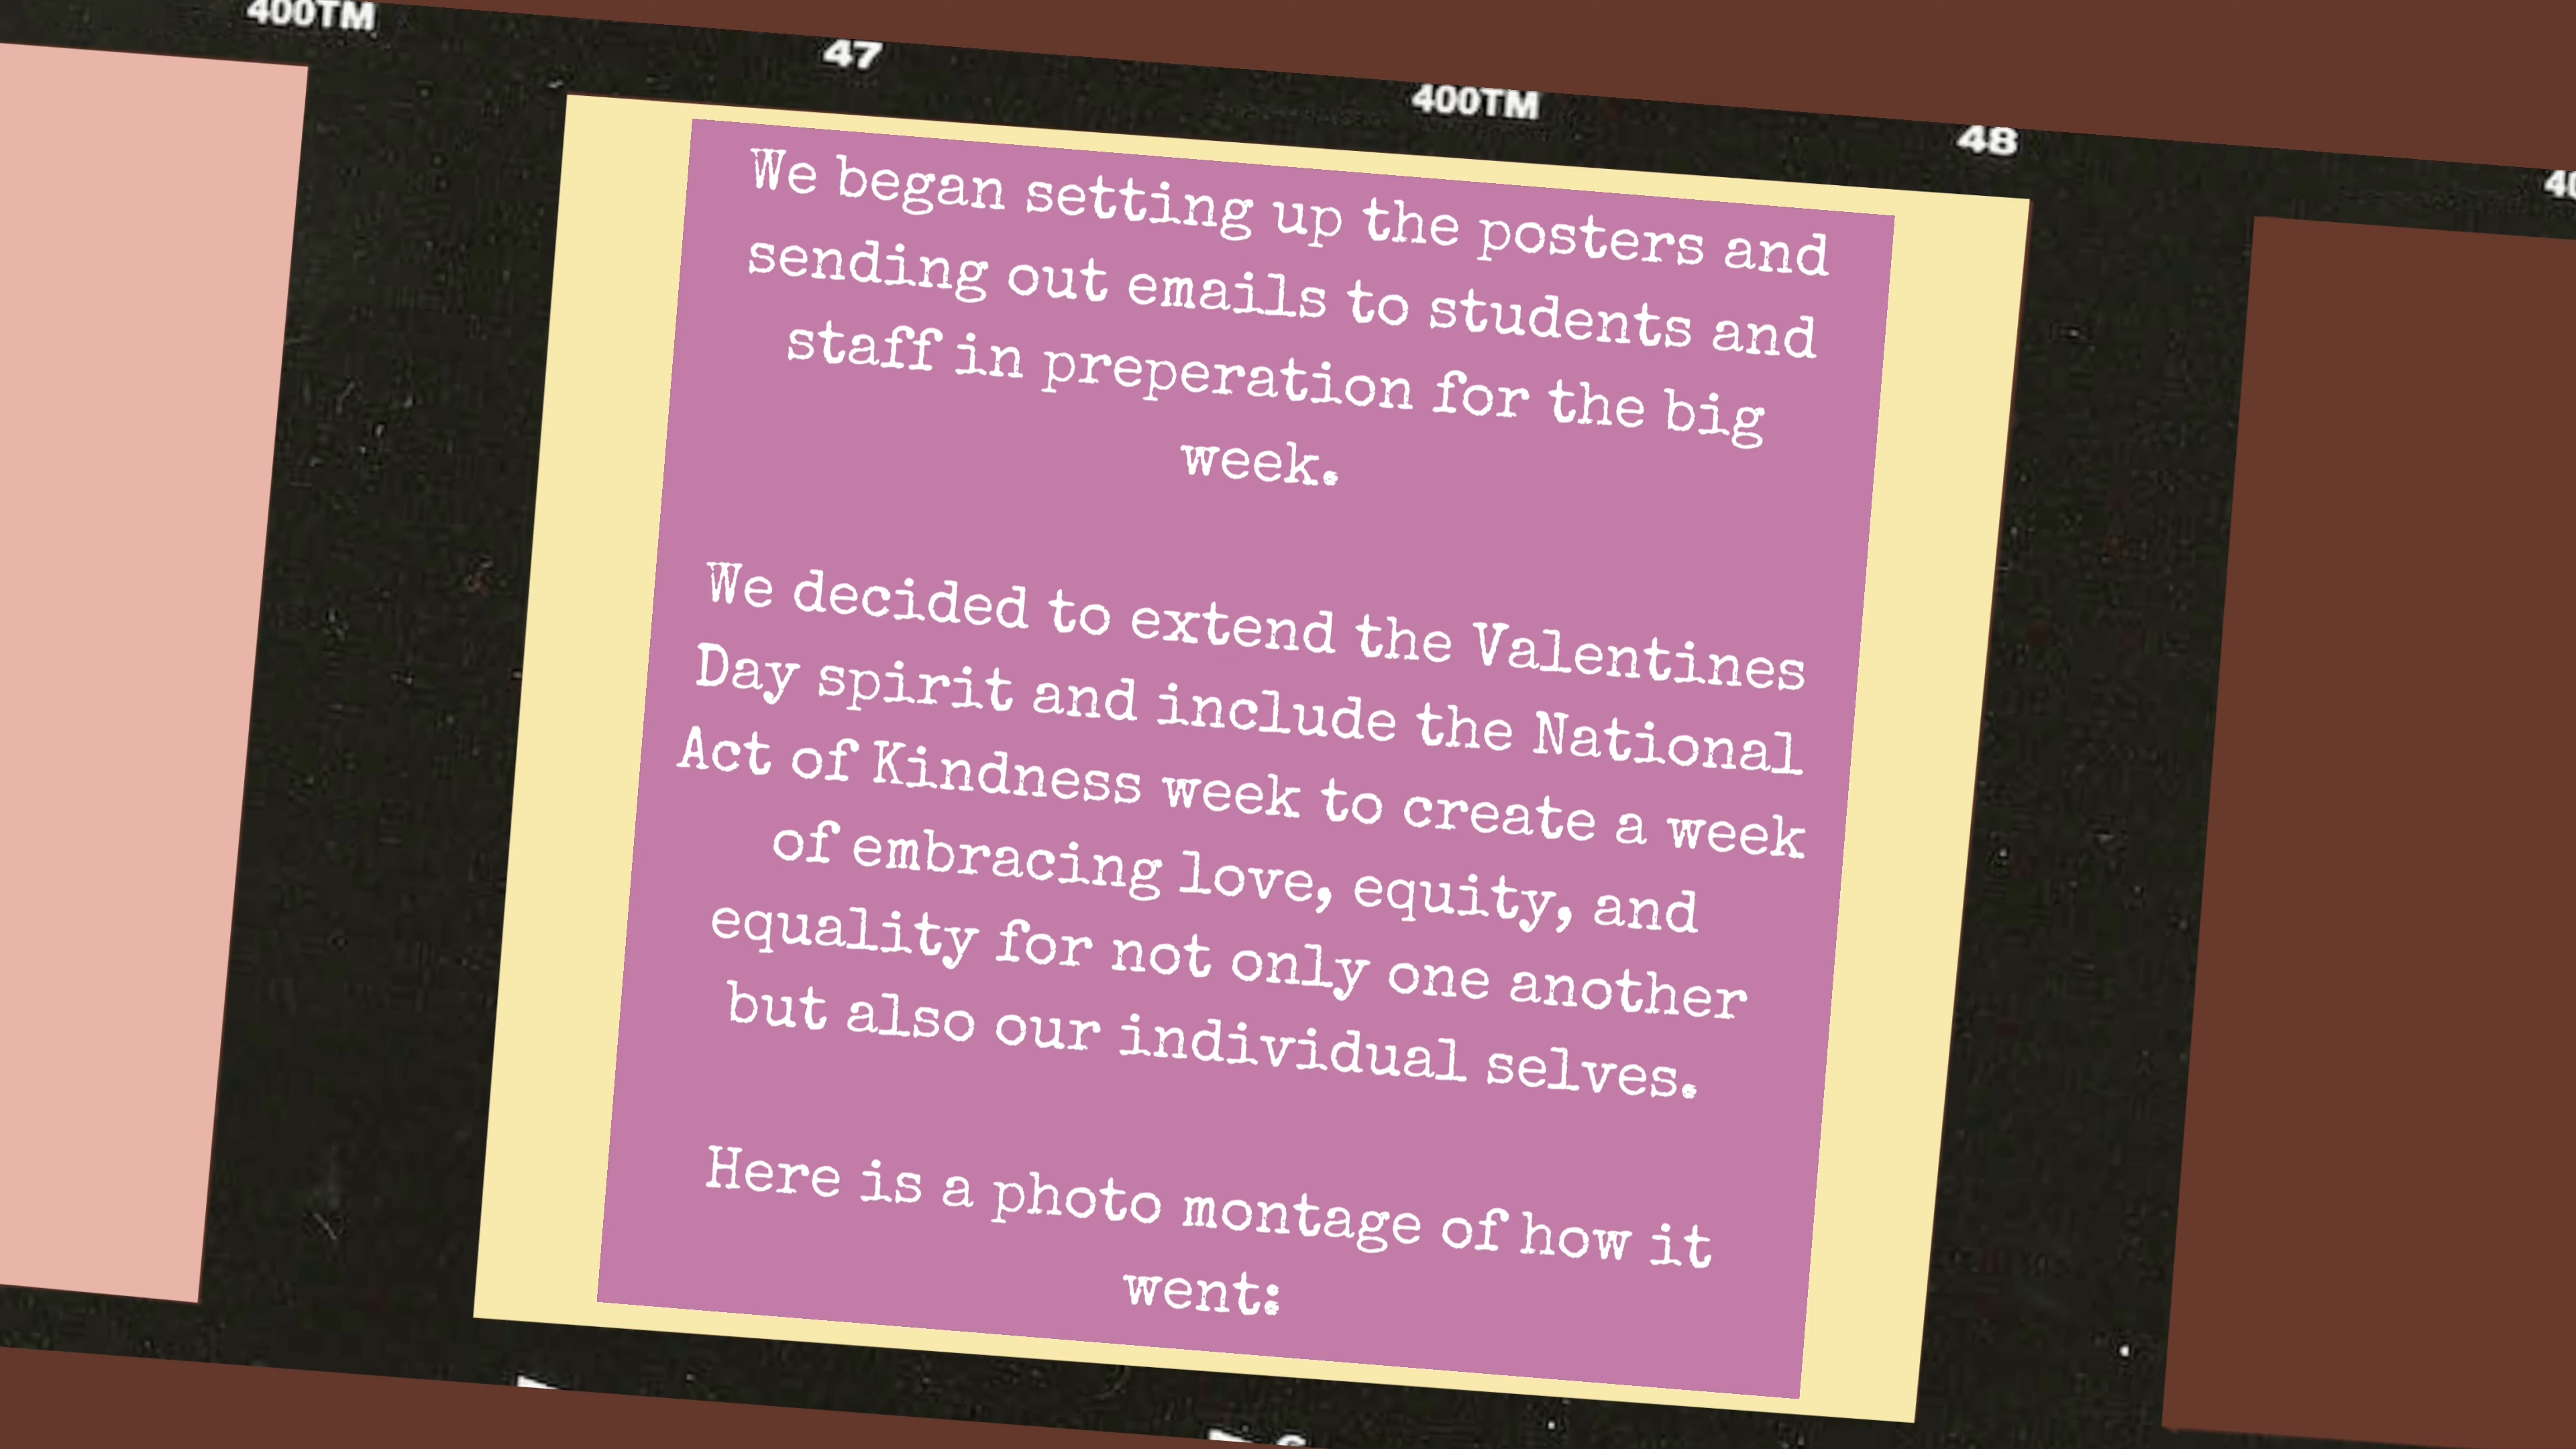 400TM
47
400TM
48
We began setting up the posters and
sending out emails to students and
staff in preperation for the big
week.
We decided to extend the Valentines
Day spirit and include the National
Act of Kindness week to create a week
of embracing love, equity, and
equality for not only one another
but also our individual selves.
Here is a photo montage of how it
went: